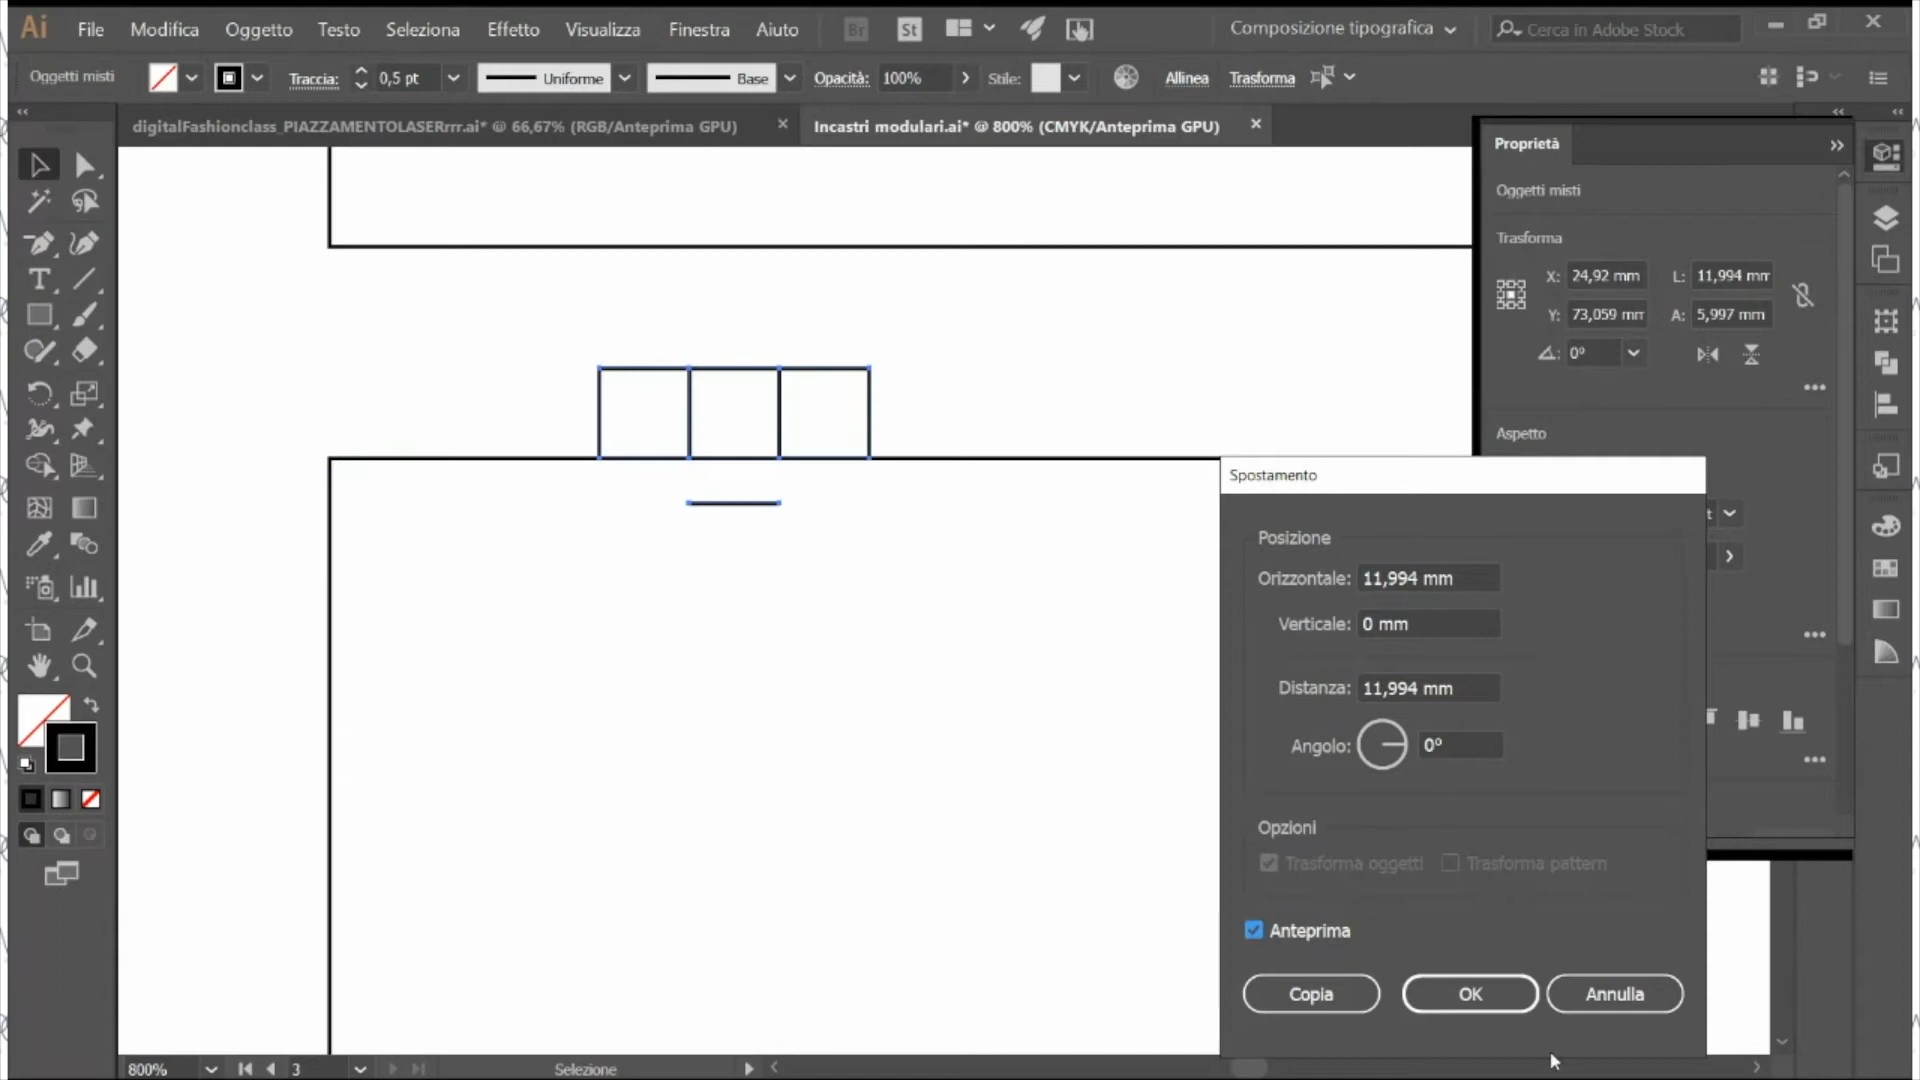 Ai File Modifica Oggetto Testo Seleziona Effetto Visualizza Finestra Aiuto Br St Composizione tipografica Cerca in Adobe Stock
Oggetti misti Traccia: 0,5 pt Uniforme Base Opacità: 100% Stile: Allinea Trasforma
digitalFashionclass_PIAZZAMENTOLASERrrr.ai* @ 66,67% (RGB/Anteprima GPU)
Incastri modulari.ai* @ 800% (CMYK/Anteprima GPU)
Proprietà
Oggetti misti
Trasforma
X: 24,92 mm L: 11,994 mm
Y: 73,059 mm A: 5,997 mm
0°
Aspetto
Spostamento
Posizione
Orizzontale: 11,994 mm
Verticale: 0 mm
Distanza: 11,994 mm
Angolo: 0°
Opzioni
Trasforma oggetti Trasforma pattern
Anteprima
Copia OK Annulla
800% 3 Selezione